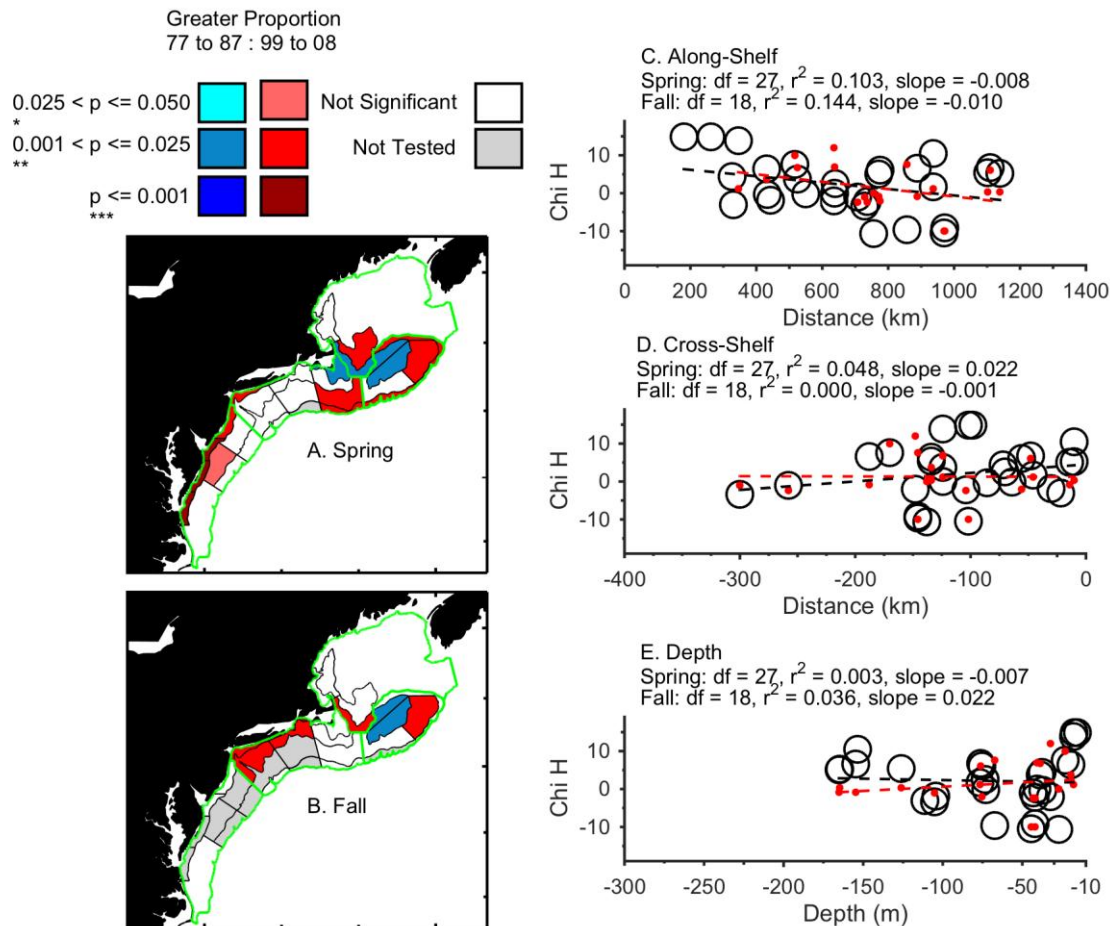 Greater Proportion
77 to 87 : 99 to 08
0.025 < p <= 0.050
*
Not Significant
0.001 < p <= 0.025
**
Not Tested
p <= 0.001
***
A. Spring
B. Fall
C. Along-Shelf
Spring: df = 27, r² = 0.103, slope = -0.008
Fall: df = 18, r² = 0.144, slope = -0.010
Chi H
10
0
-10
0 200 400 600 800 1000 1200 1400
Distance (km)
D. Cross-Shelf
Spring: df = 27, r² = 0.048, slope = 0.022
Fall: df = 18, r² = 0.000, slope = -0.001
Chi H
10
0
-10
-400 -300 -200 -100 0
Distance (km)
E. Depth
Spring: df = 27, r² = 0.003, slope = -0.007
Fall: df = 18, r² = 0.036, slope = 0.022
Chi H
10
0
-10
-300 -250 -200 -150 -100 -50 -10
Depth (m)